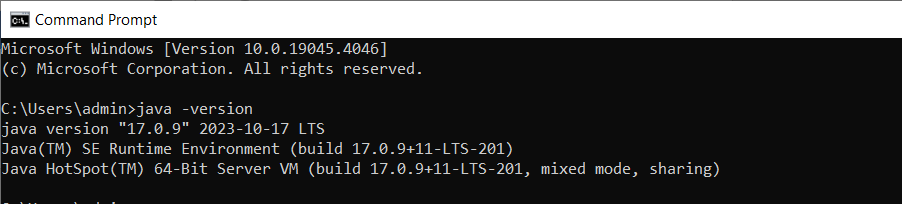 Command Prompt
Microsoft Windows [Version 10.0.19045.4046]
(c) Microsoft Corporation. All rights reserved.
C:\Users\admin>java -version
java version "17.0.9" 2023-10-17 LTS
Java(TM) SE Runtime Environment (build 17.0.9+11-LTS-201)
Java HotSpot(TM) 64-Bit Server VM (build 17.0.9+11-LTS-201, mixed mode, sharing)